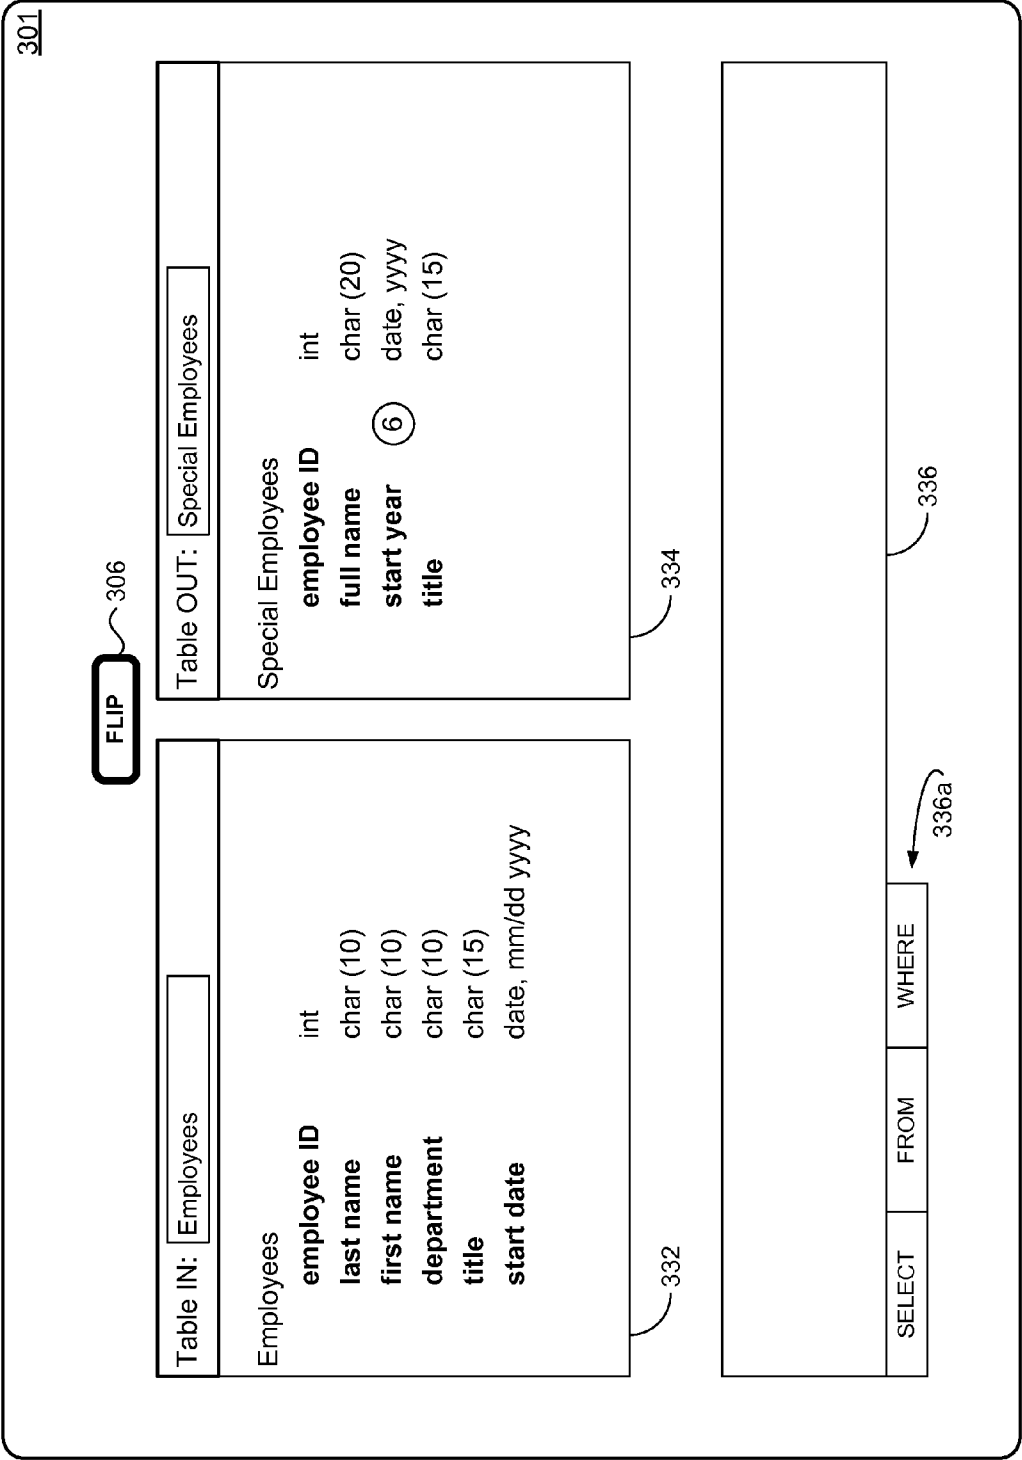 301
FLIP
306
Table IN: Employees
Employees
employee ID int
last name char (10)
first name char (10)
department char (10)
title char (15)
start date date, mm/dd yyyy
332
Table OUT: Special Employees
Special Employees
employee ID int
full name char (20)
start year 6 date, yyyy
title char (15)
334
336
SELECT FROM WHERE
336a